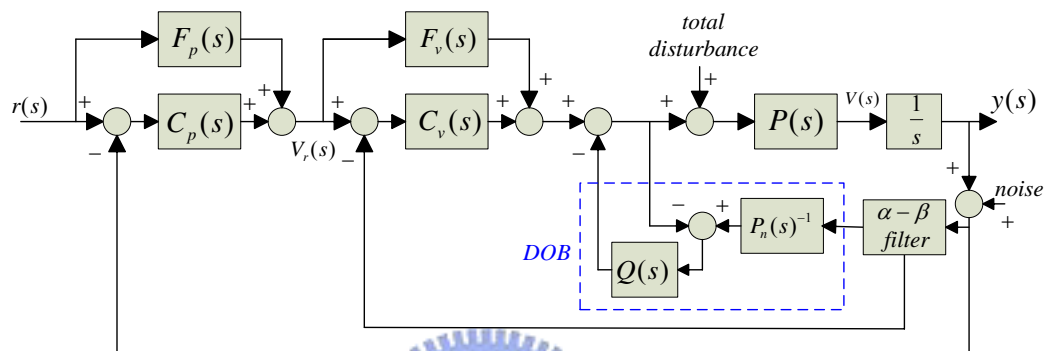 total
disturbance
F_p(s)
F_v(s)
r(s)
+
−
C_p(s)
+
+
V_r(s)
+
−
C_v(s)
+
+
+
−
+
+
P(s)
V(s)
1/s
y(s)
+
noise
+
DOB
−
+
P_n(s)^{-1}
Q(s)
α − β
filter